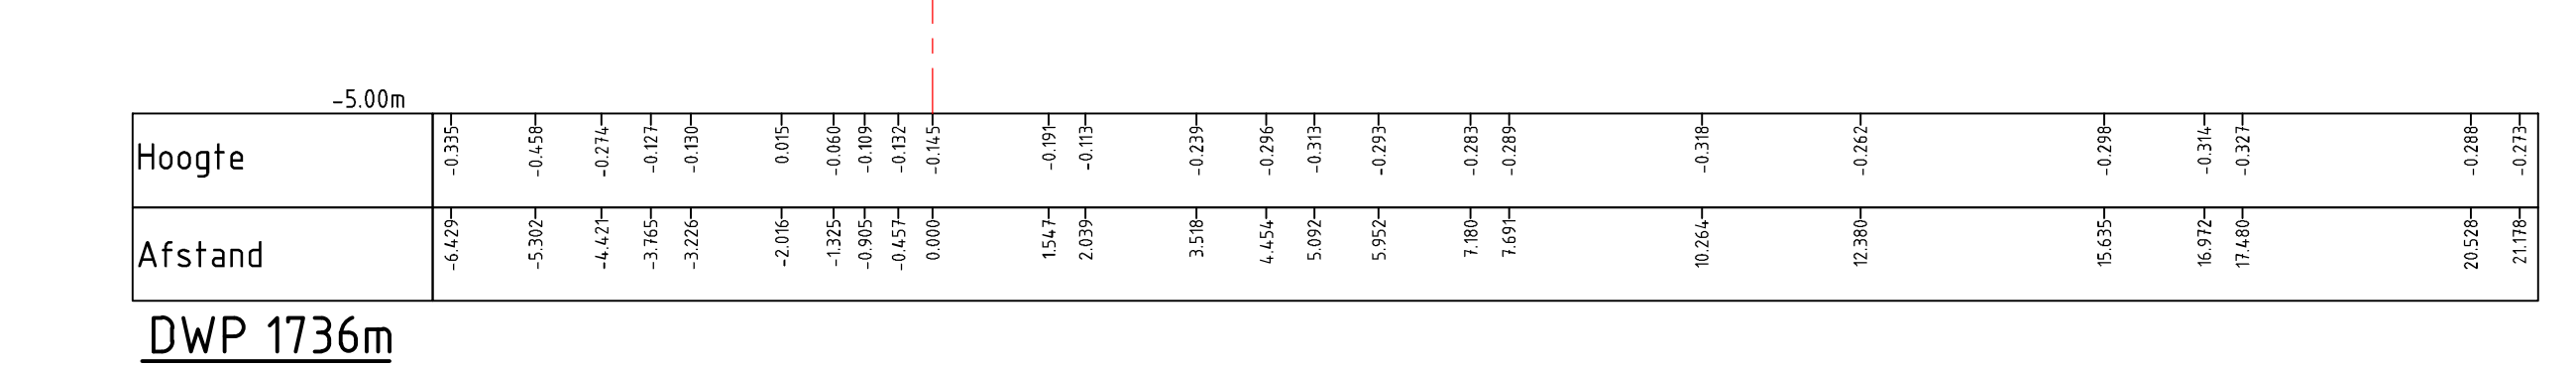 -5.00m
Hoogte -0.335 -0.458 -0.274 -0.127 -0.130 0.015 -0.060 -0.109 -0.132 -0.145 -0.191 -0.113 -0.239 -0.296 -0.313 -0.293 -0.283 -0.289 -0.318 -0.262 -0.298 -0.314 -0.327 -0.288 -0.273
Afstand -6.429 -5.302 -4.421 -3.765 -3.226 -2.016 -1.325 -0.905 -0.457 0.000 1.547 2.039 3.518 4.454 5.092 5.952 7.180 7.691 10.264 12.380 15.635 16.972 17.480 20.528 21.178
DWP 1736m